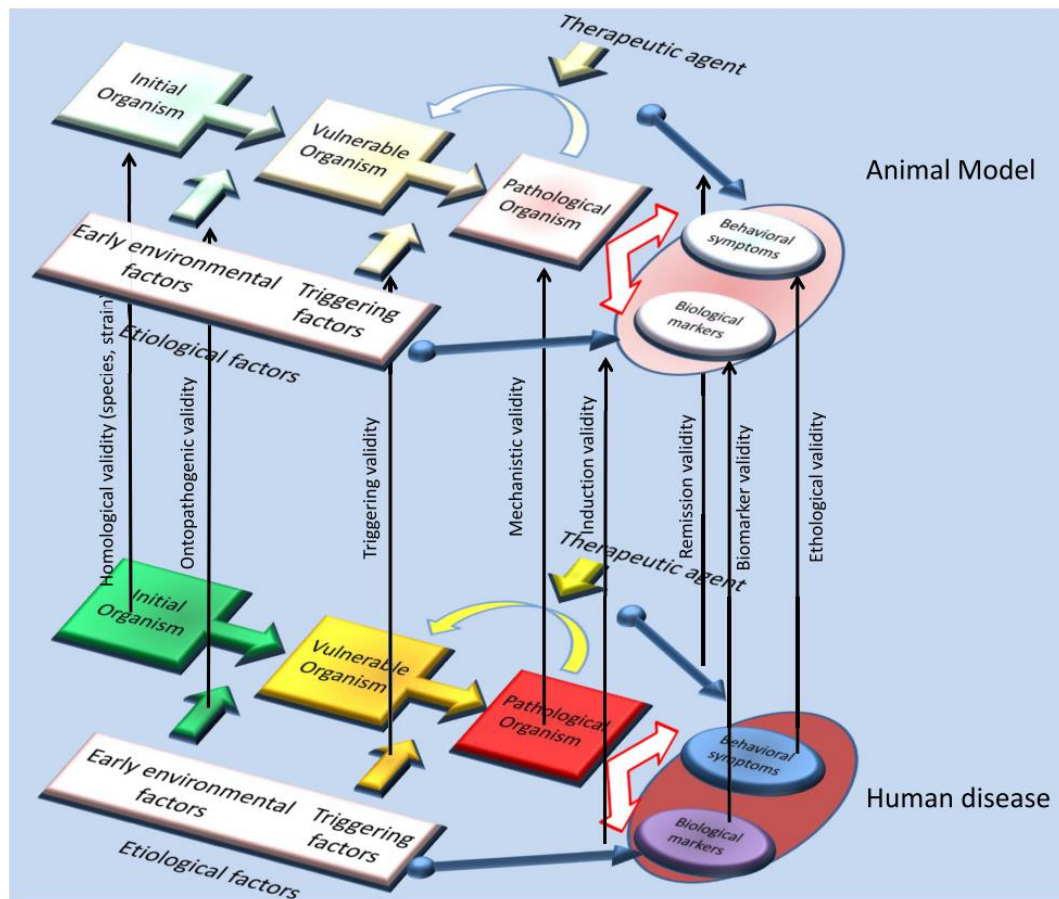 Therapeutic agent
Initial
Organism
Vulnerable
Organism
Pathological
Organism
Animal Model
Behavioral
symptoms
Early environmental
factors
Triggering
factors
Biological
markers
Etiological factors
Homological validity (species, strain)
Ontopathogenic validity
Triggering validity
Mechanistic validity
Induction validity
Remission validity
Biomarker validity
Ethological validity
Therapeutic agent
Initial
Organism
Vulnerable
Organism
Pathological
Organism
Behavioral
symptoms
Early environmental
factors
Triggering
factors
Human disease
Biological
markers
Etiological factors